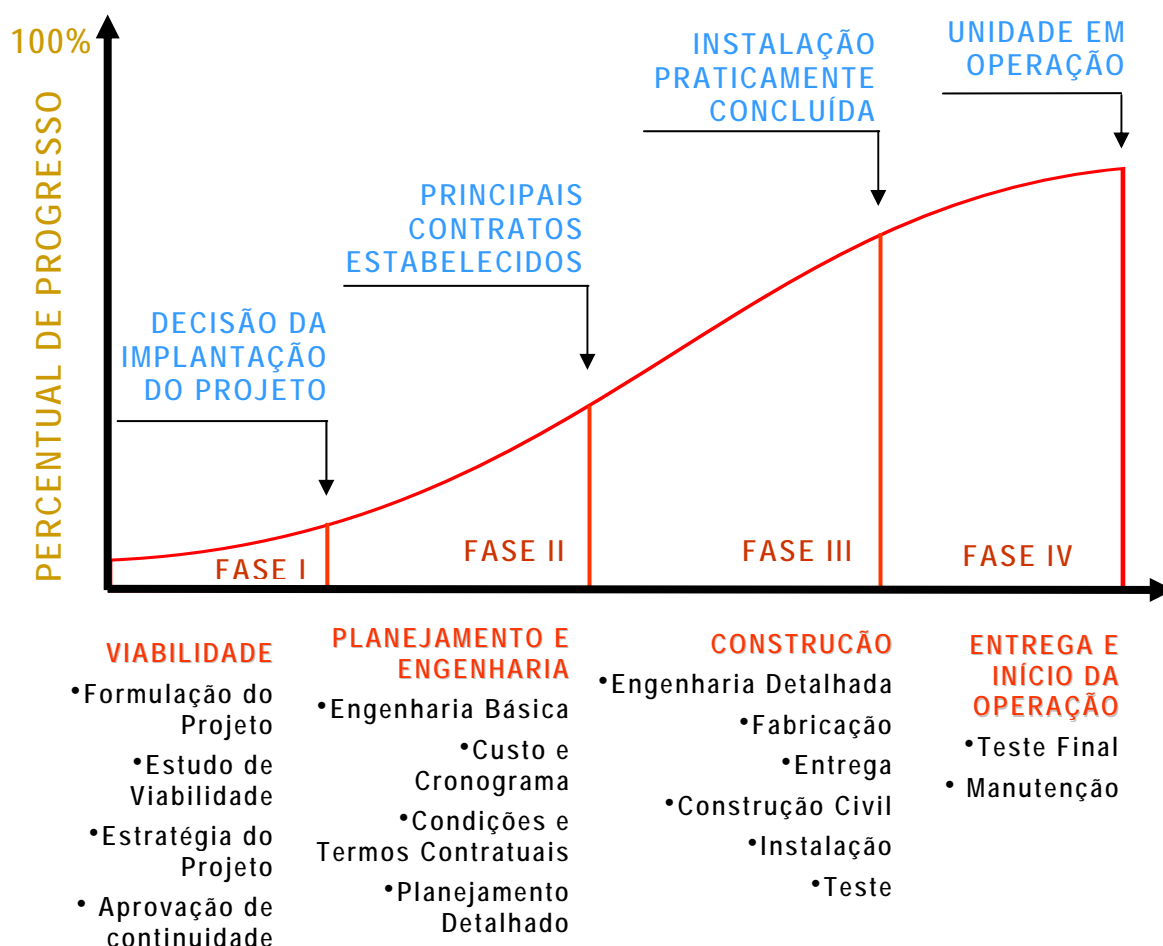 100%
PERCENTUAL DE PROGRESSO
DECISÃO DA
IMPLANTAÇÃO
DO PROJETO
PRINCIPAIS
CONTRATOS
ESTABELECIDOS
INSTALAÇÃO
PRATICAMENTE
CONCLUÍDA
UNIDADE EM
OPERAÇÃO
FASE I
FASE II
FASE III
FASE IV
VIABILIDADE
•Formulação do
Projeto
•Estudo de
Viabilidade
•Estratégia do
Projeto
• Aprovação de
continuidade
PLANEJAMENTO E
ENGENHARIA
•Engenharia Básica
•Custo e
Cronograma
•Condições e
Termos Contratuais
•Planejamento
Detalhado
CONSTRUCÃO
•Engenharia Detalhada
•Fabricação
•Entrega
•Construção Civil
•Instalação
•Teste
ENTREGA E
INÍCIO DA
OPERAÇÃO
•Teste Final
• Manutenção